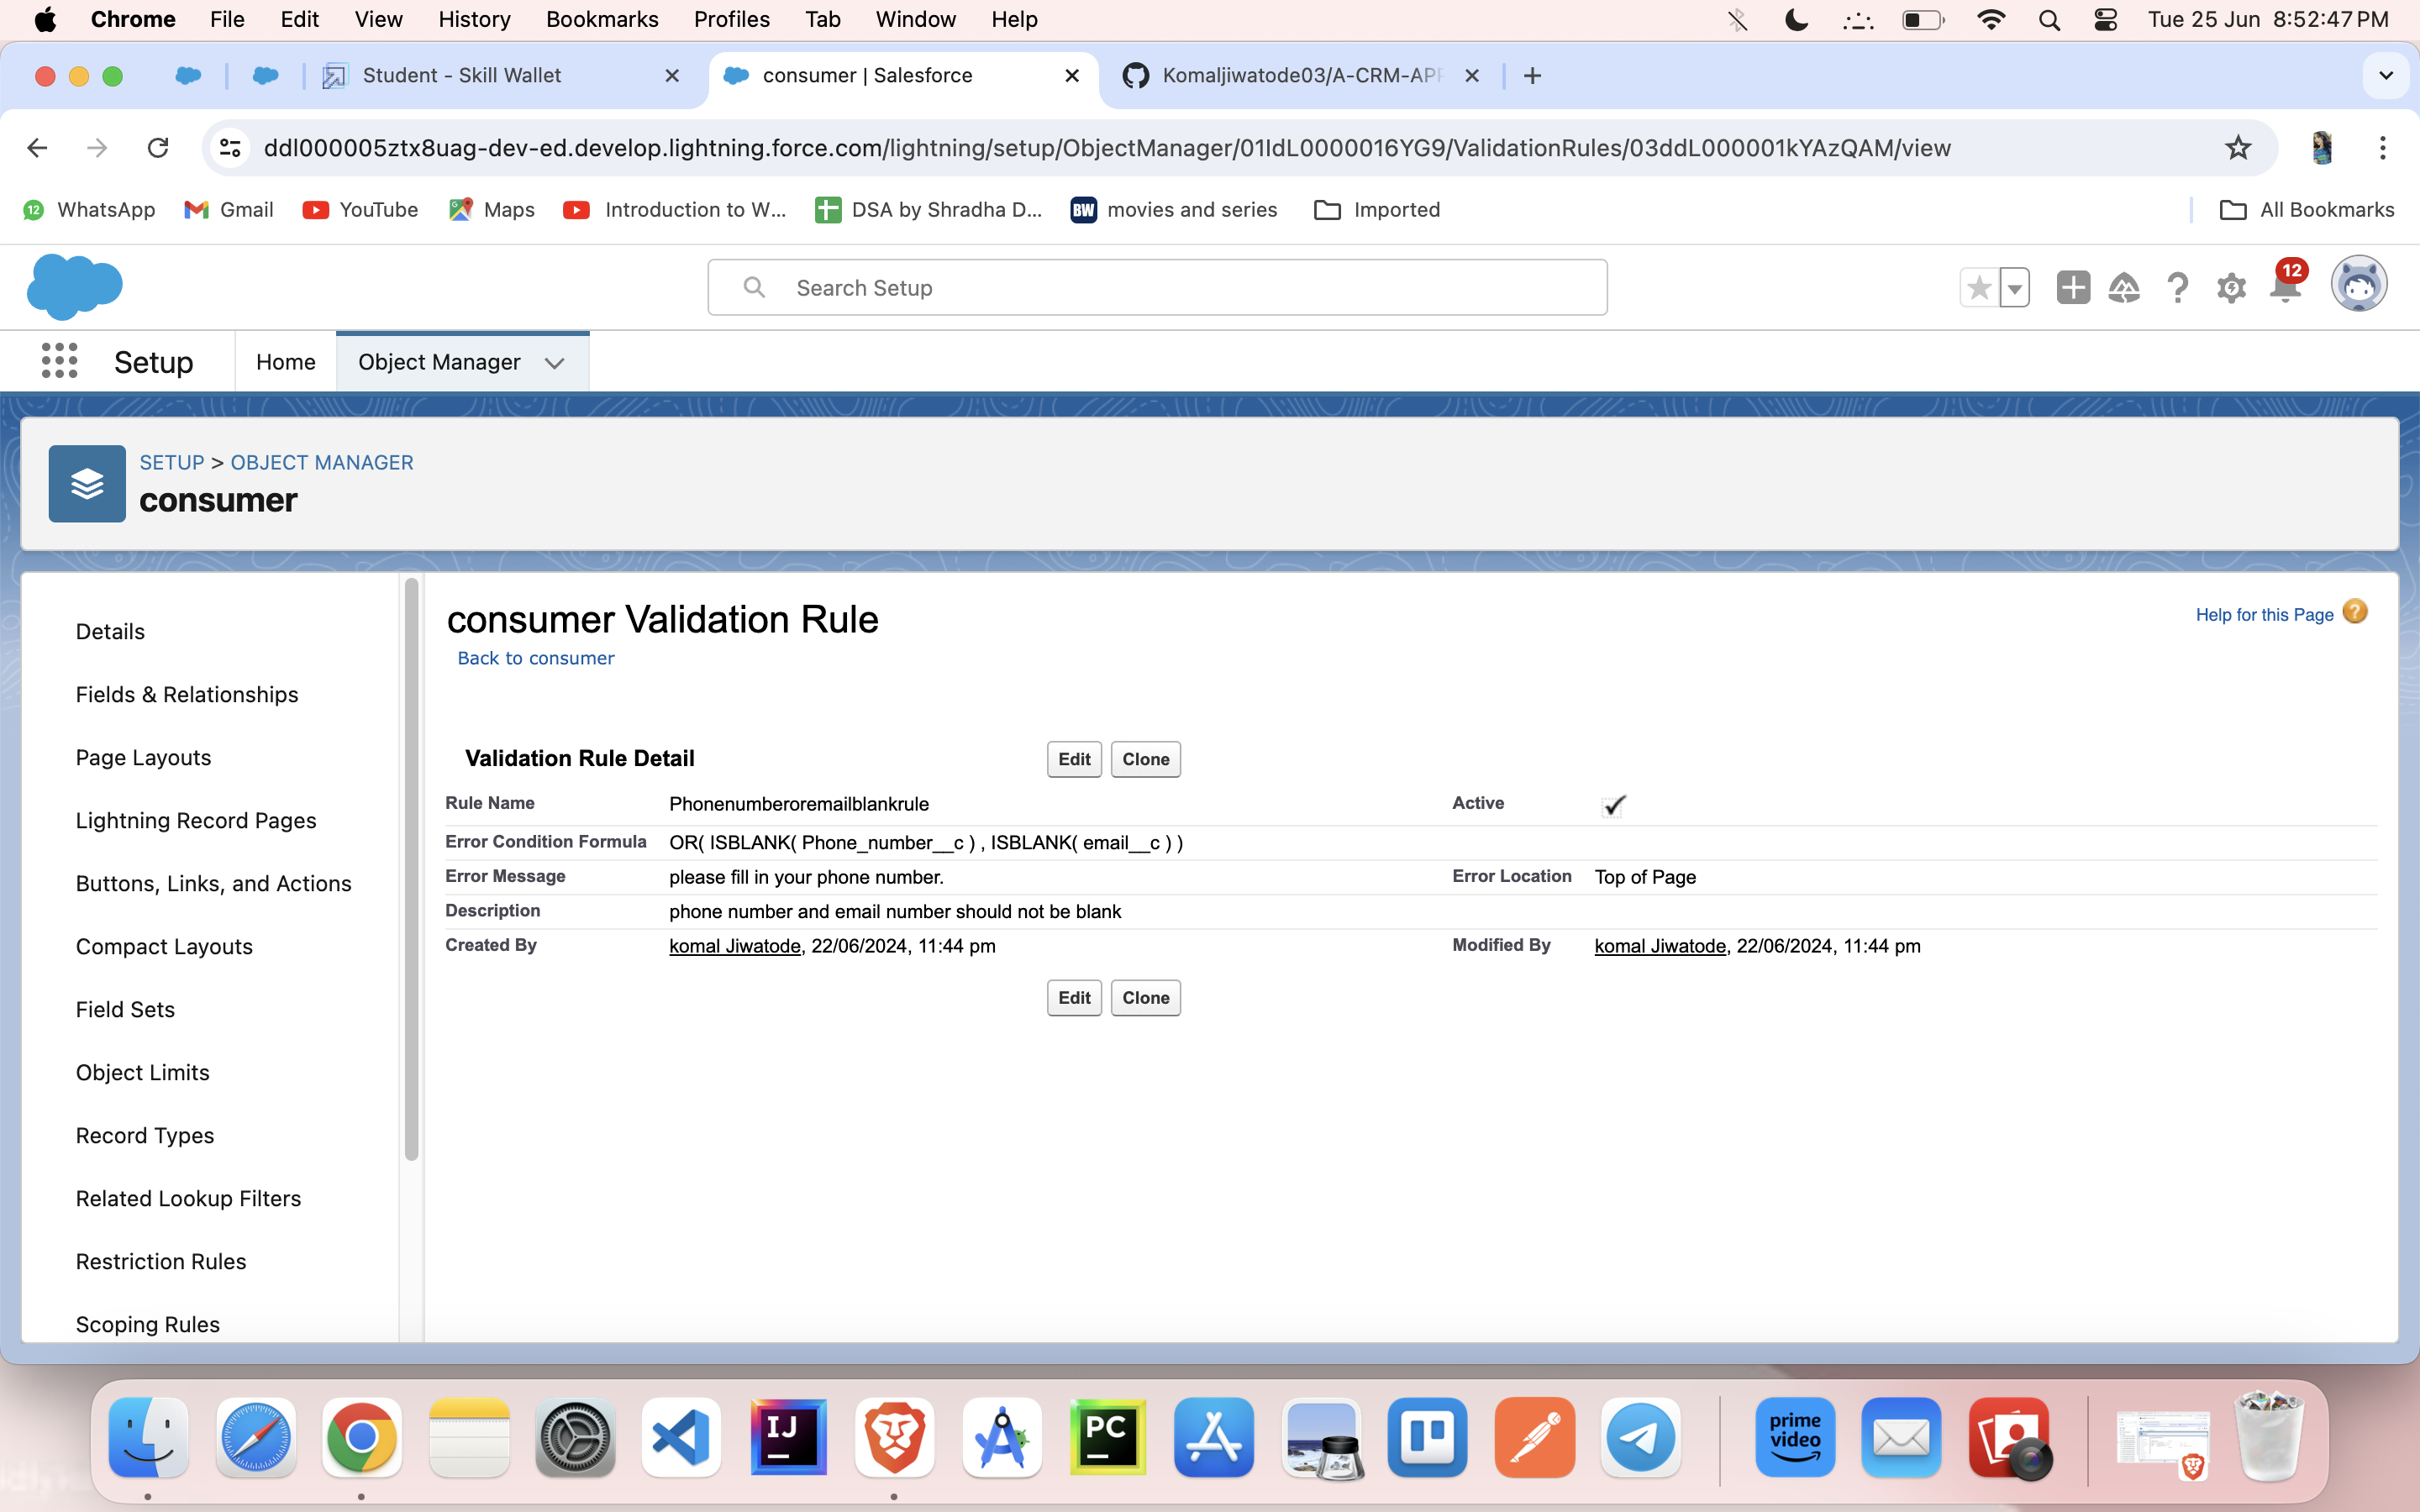 Chrome File Edit View History Bookmarks Profiles Tab Window Help Tue 25 Jun 8:52:47 PM
Student - Skill Wallet consumer | Salesforce Komaljiwatode03/A-CRM-APP
ddl000005ztx8uag-dev-ed.develop.lightning.force.com/lightning/setup/ObjectManager/01IdL0000016YG9/ValidationRules/03ddL000001kYAzQAM/view
12 WhatsApp Gmail YouTube Maps Introduction to W... DSA by Shradha D... BW movies and series Imported All Bookmarks
Search Setup 12
Setup Home Object Manager
SETUP > OBJECT MANAGER
consumer
Details
Fields & Relationships
Page Layouts
Lightning Record Pages
Buttons, Links, and Actions
Compact Layouts
Field Sets
Object Limits
Record Types
Related Lookup Filters
Restriction Rules
Scoping Rules
consumer Validation Rule
Back to consumer
Help for this Page ?
Validation Rule Detail Edit Clone
Rule Name Phonenumberoremailblankrule Active
Error Condition Formula OR( ISBLANK( Phone_number__c ) , ISBLANK( email__c ) )
Error Message please fill in your phone number. Error Location Top of Page
Description phone number and email number should not be blank
Created By komal Jiwatode, 22/06/2024, 11:44 pm Modified By komal Jiwatode, 22/06/2024, 11:44 pm
Edit Clone
IJ
PC
prime
video